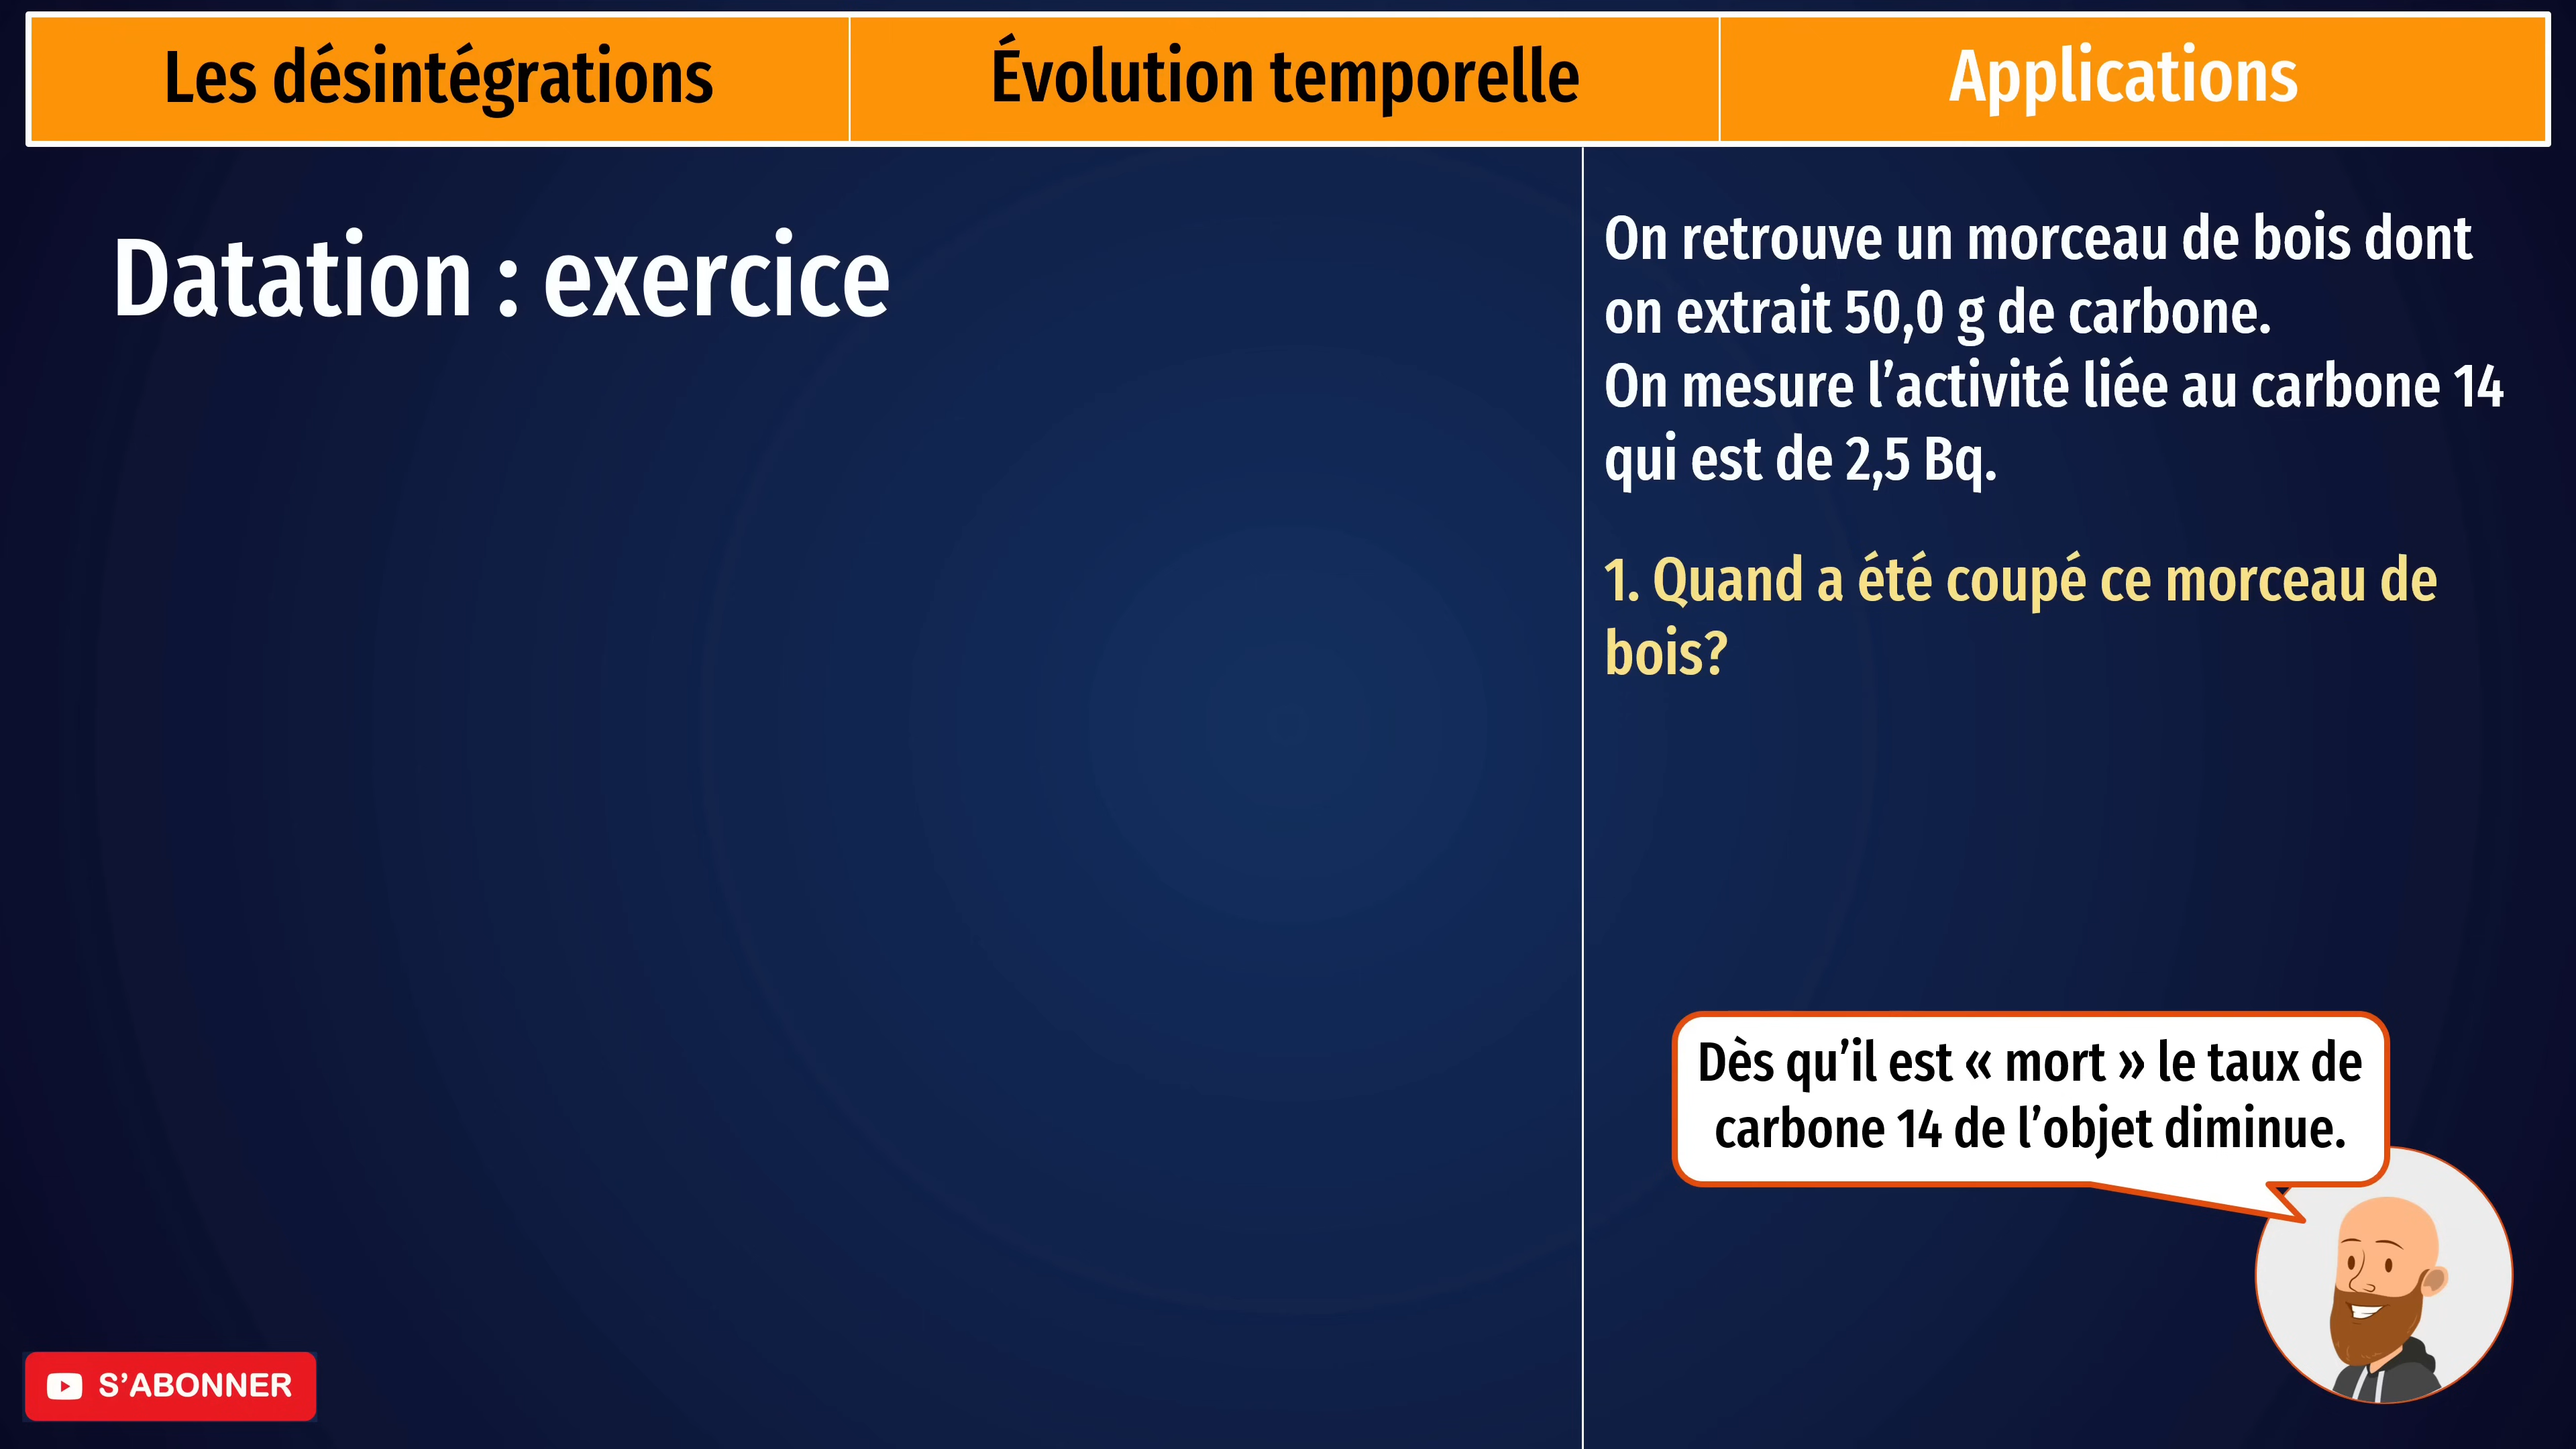 Les désintégrations
Évolution temporelle
Applications
Datation : exercice
On retrouve un morceau de bois dont
on extrait 50,0 g de carbone.
On mesure l’activité liée au carbone 14
qui est de 2,5 Bq.
1. Quand a été coupé ce morceau de
bois?
Dès qu’il est « mort » le taux de
carbone 14 de l’objet diminue.
S’ABONNER